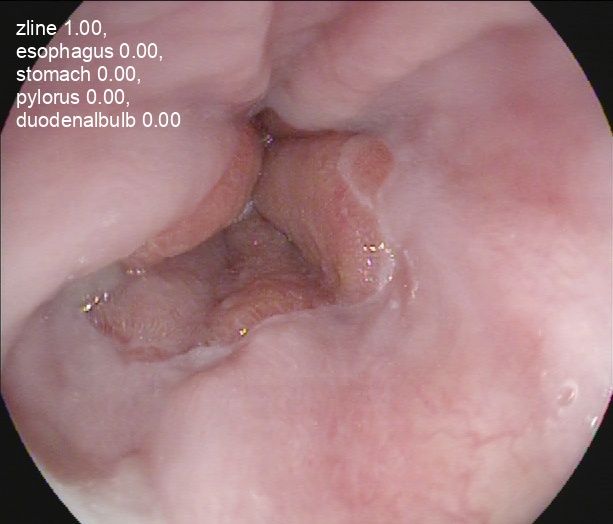 zline 1.00,
esophagus 0.00,
stomach 0.00,
pylorus 0.00,
duodenalbulb 0.00